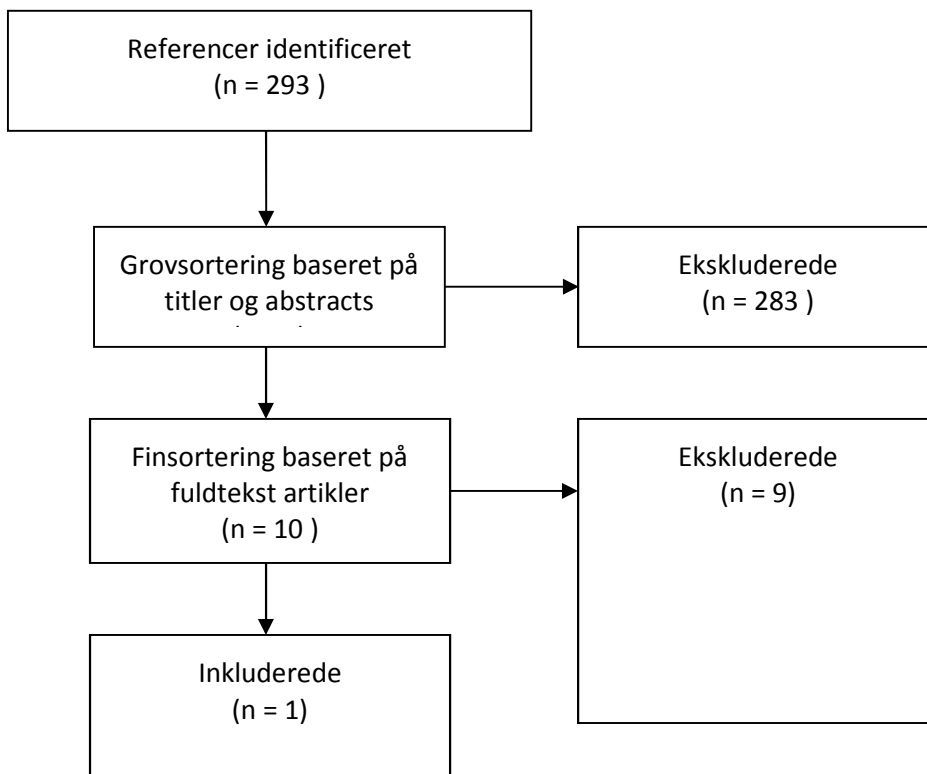 Referencer identificeret
(n = 293 )
Grovsortering baseret på
titler og abstracts
Ekskluderede
(n = 283 )
Finsortering baseret på
fuldtekst artikler
(n = 10 )
Ekskluderede
(n = 9)
Inkluderede
(n = 1)